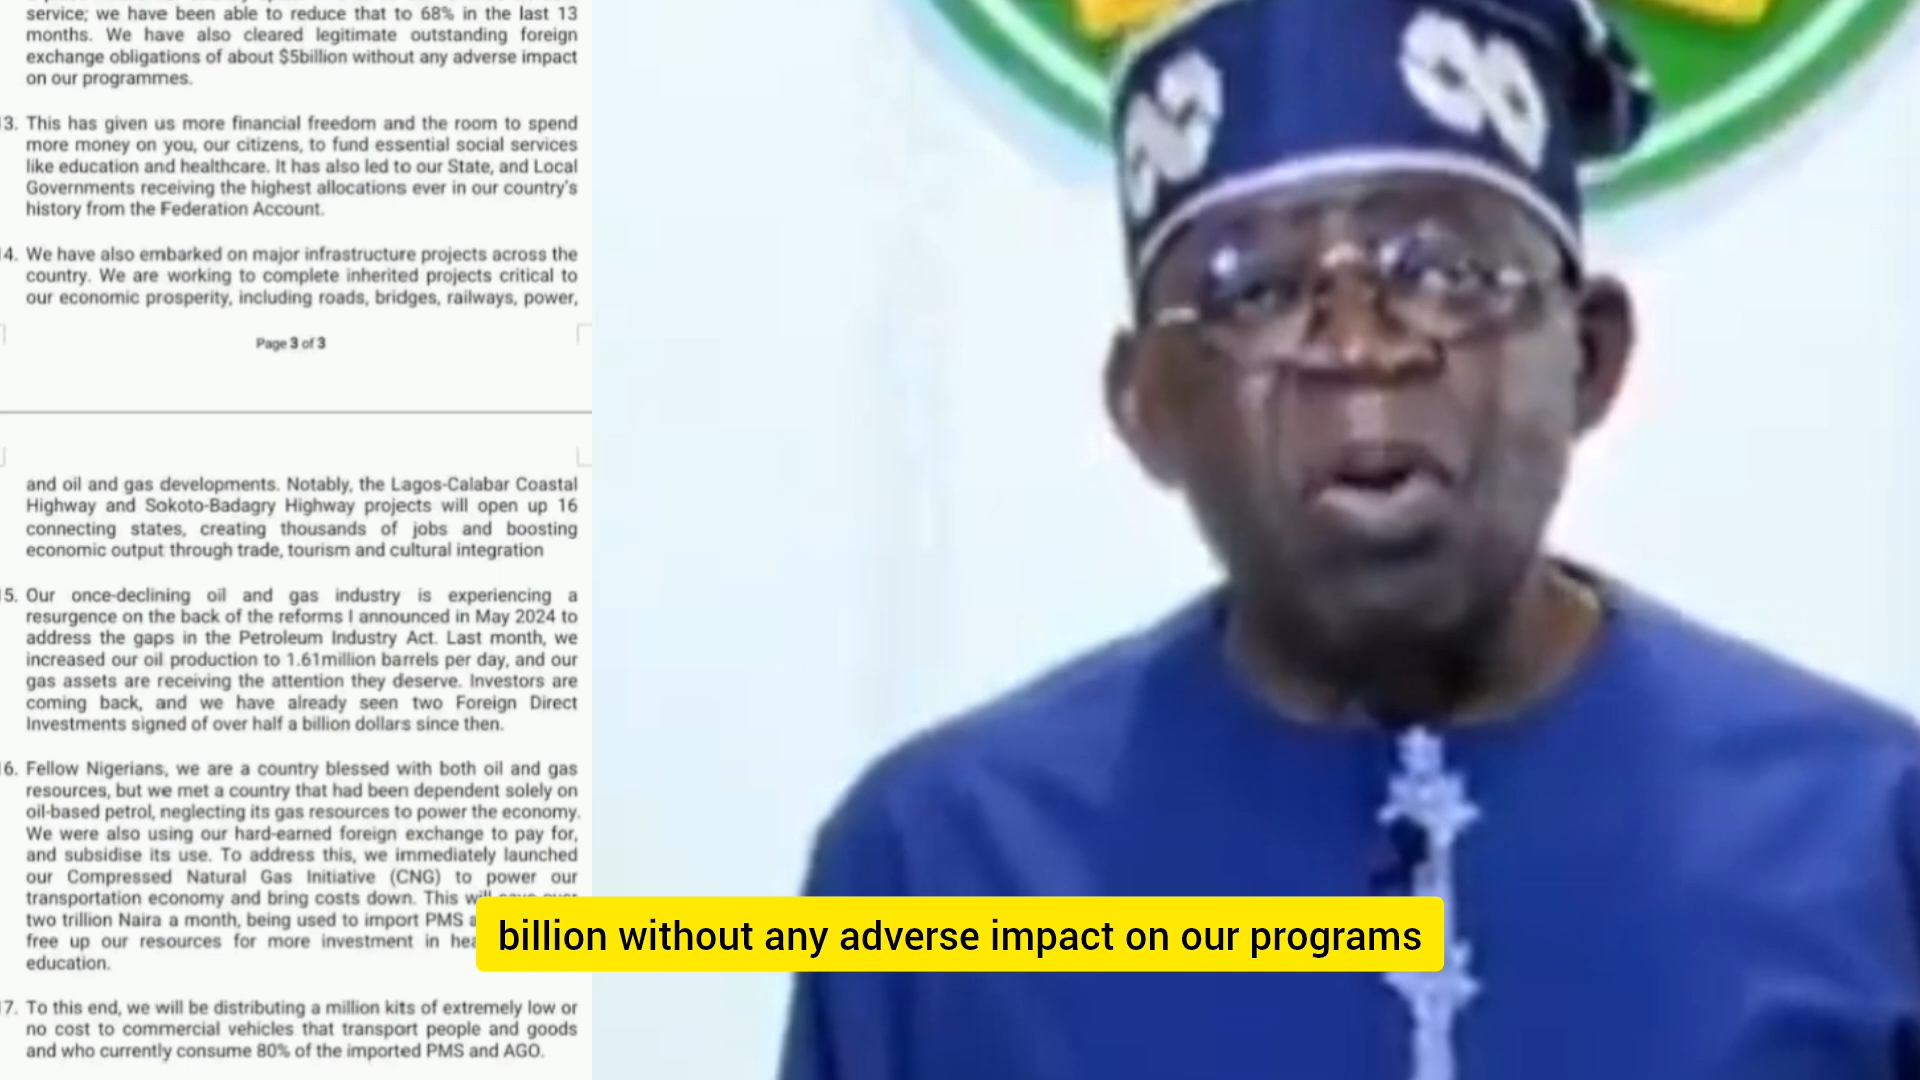 service; we have been able to reduce that to 68% in the last 13
months. We have also cleared legitimate outstanding foreign
exchange obligations of about $5billion without any adverse impact
on our programmes.
3. This has given us more financial freedom and the room to spend
more money on you, our citizens, to fund essential social services
like education and healthcare. It has also led to our State, and Local
Governments receiving the highest allocations ever in our country's
history from the Federation Account.
4. We have also embarked on major infrastructure projects across the
country. We are working to complete inherited projects critical to
our economic prosperity, including roads, bridges, railways, power,
Page 3 of 3
and oil and gas developments. Notably, the Lagos-Calabar Coastal
Highway and Sokoto-Badagry Highway projects will open up 16
connecting states, creating thousands of jobs and boosting
economic output through trade, tourism and cultural integration
5. Our once-declining oil and gas industry is experiencing a
resurgence on the back of the reforms I announced in May 2024 to
address the gaps in the Petroleum Industry Act. Last month, we
increased our oil production to 1.61million barrels per day, and our
gas assets are receiving the attention they deserve. Investors are
coming back, and we have already seen two Foreign Direct
Investments signed of over half a billion dollars since then.
6. Fellow Nigerians, we are a country blessed with both oil and gas
resources, but we met a country that had been dependent solely on
oil-based petrol, neglecting its gas resources to power the economy.
We were also using our hard-earned foreign exchange to pay for,
and subsidise its use. To address this, we immediately launched
our Compressed Natural Gas Initiative (CNG) to power our
transportation economy and bring costs down. This
two trillion Naira a month, being used to import PMS
free up our resources for more investment in
education.
7. To this end, we will be distributing a million kits of extremely low or
no cost to commercial vehicles that transport people and goods
and who currently consume 80% of the imported PMS and AGO.
billion without any adverse impact on our programs